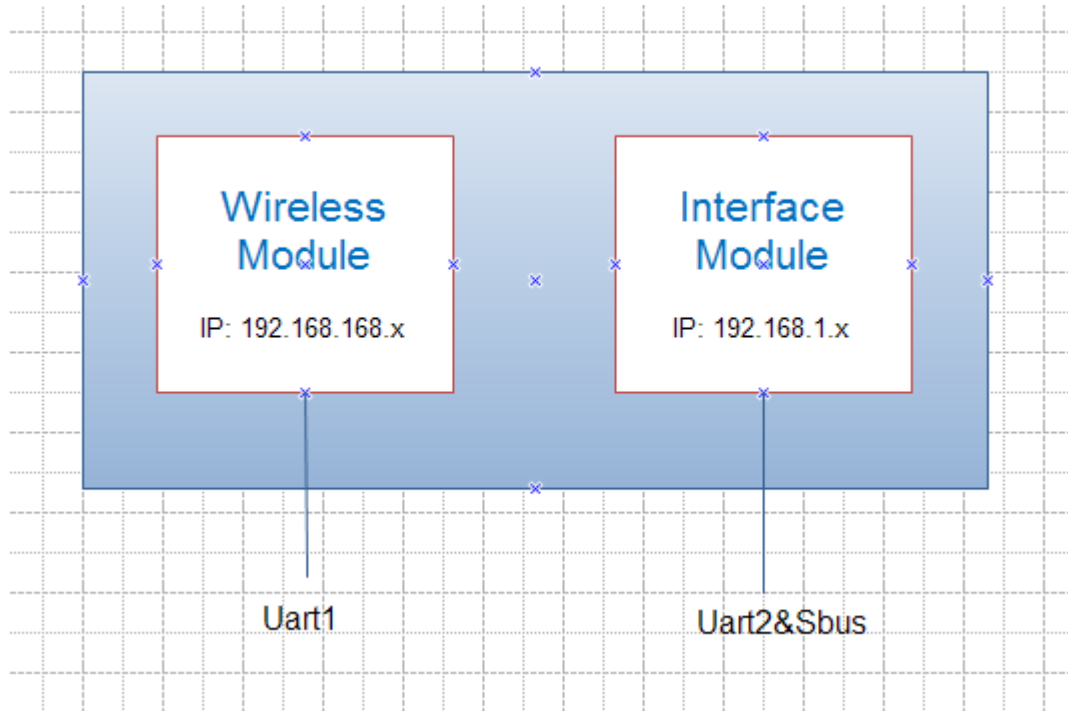 Wireless
Module
IP: 192.168.168.x
Interface
Module
IP: 192.168.1.x
Uart1
Uart2&Sbus